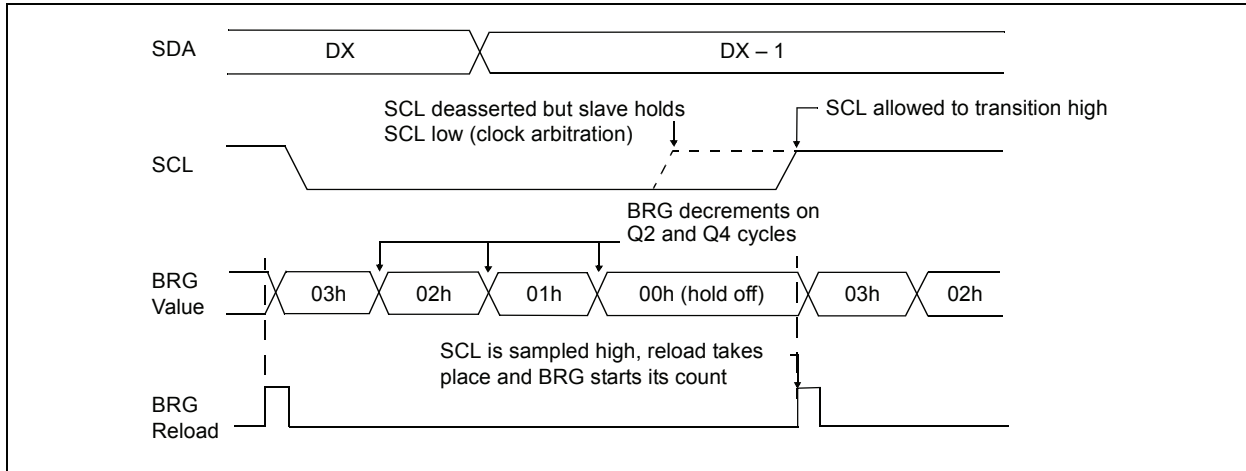 SDA
DX
DX – 1
SCL deasserted but slave holds
SCL low (clock arbitration)
SCL allowed to transition high
SCL
BRG decrements on
Q2 and Q4 cycles
BRG
Value
03h
02h
01h
00h (hold off)
03h
02h
SCL is sampled high, reload takes
place and BRG starts its count
BRG
Reload